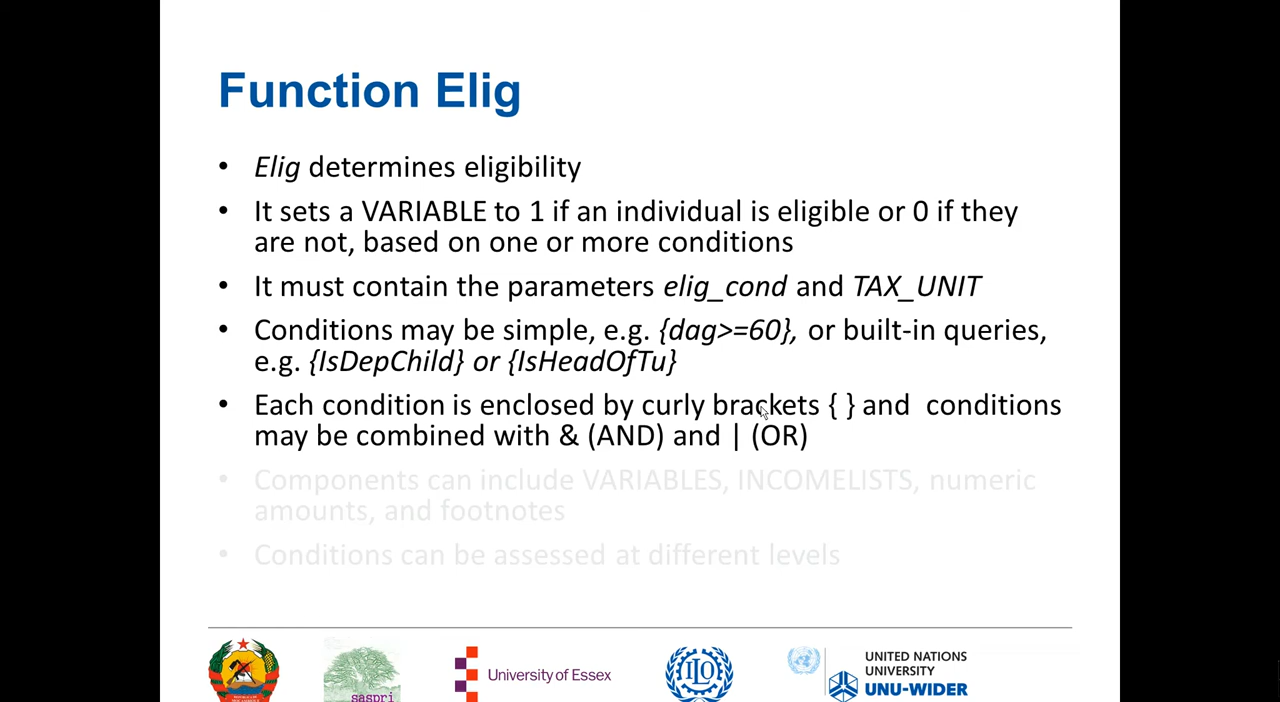 Function Elig
• Elig determines eligibility
• It sets a VARIABLE to 1 if an individual is eligible or 0 if they
are not, based on one or more conditions
• It must contain the parameters elig_cond and TAX_UNIT
• Conditions may be simple, e.g. {dag>=60}, or built-in queries,
e.g. {IsDepChild} or {IsHeadOfTu}
• Each condition is enclosed by curly brackets { } and  conditions
may be combined with & (AND) and | (OR)
• Components can include VARIABLES, INCOMELISTS, numeric
amounts, and footnotes
• Conditions can be assessed at different levels
saspri
University of Essex
ILO
UNITED NATIONS
UNIVERSITY
UNU-WIDER